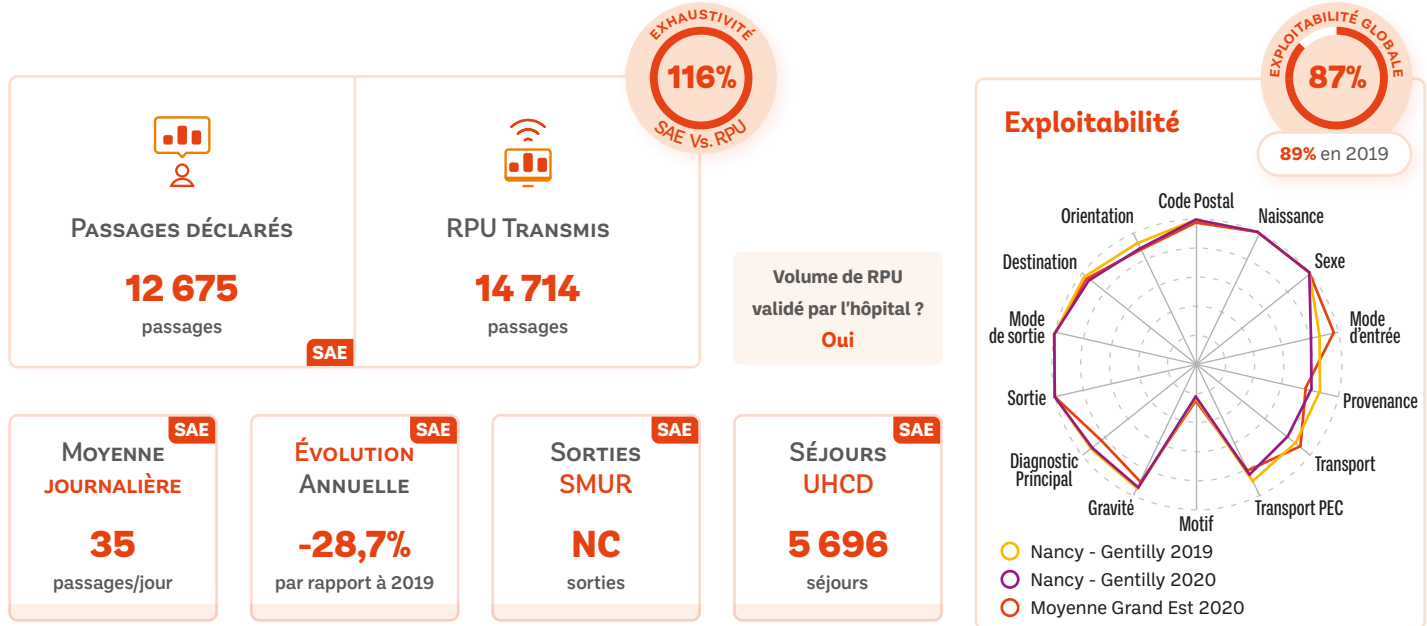 EXHAUSTIVITÉ
116%
SAE Vs. RPU
PASSAGES DÉCLARÉS
12 675
passages
SAE
RPU TRANSMIS
14 714
passages
Volume de RPU
validé par l'hôpital ?
Oui
SAE
MOYENNE
JOURNALIÈRE
35
passages/jour
SAE
ÉVOLUTION
ANNUELLE
-28,7%
par rapport à 2019
SAE
SORTIES
SMUR
NC
sorties
SAE
SÉJOURS
UHCD
5 696
séjours
EXPLOITABILITÉ GLOBALE
87%
89% en 2019
Exploitabilité
Code Postal
Naissance
Sexe
Mode
d'entrée
Provenance
Transport
Transport PEC
Motif
Gravité
Diagnostic
Principal
Sortie
Mode
de sortie
Destination
Orientation
Nancy - Gentilly 2019
Nancy - Gentilly 2020
Moyenne Grand Est 2020